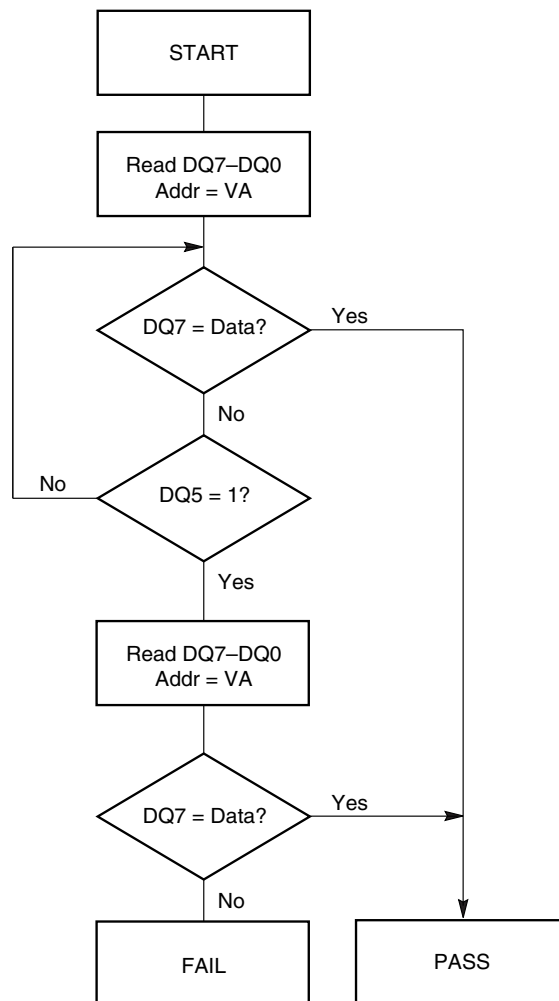 START
Read DQ7–DQ0
Addr = VA
DQ7 = Data?
Yes
No
DQ5 = 1?
No
Yes
Read DQ7–DQ0
Addr = VA
DQ7 = Data?
Yes
No
FAIL
PASS